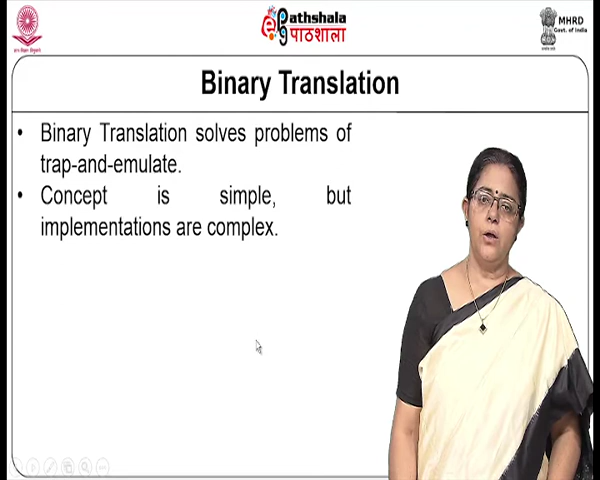 Pathshala
पाठशाला
MHRD
Govt. of India
Binary Translation
• Binary Translation solves problems of
trap-and-emulate.
• Concept is simple, but
implementations are complex.